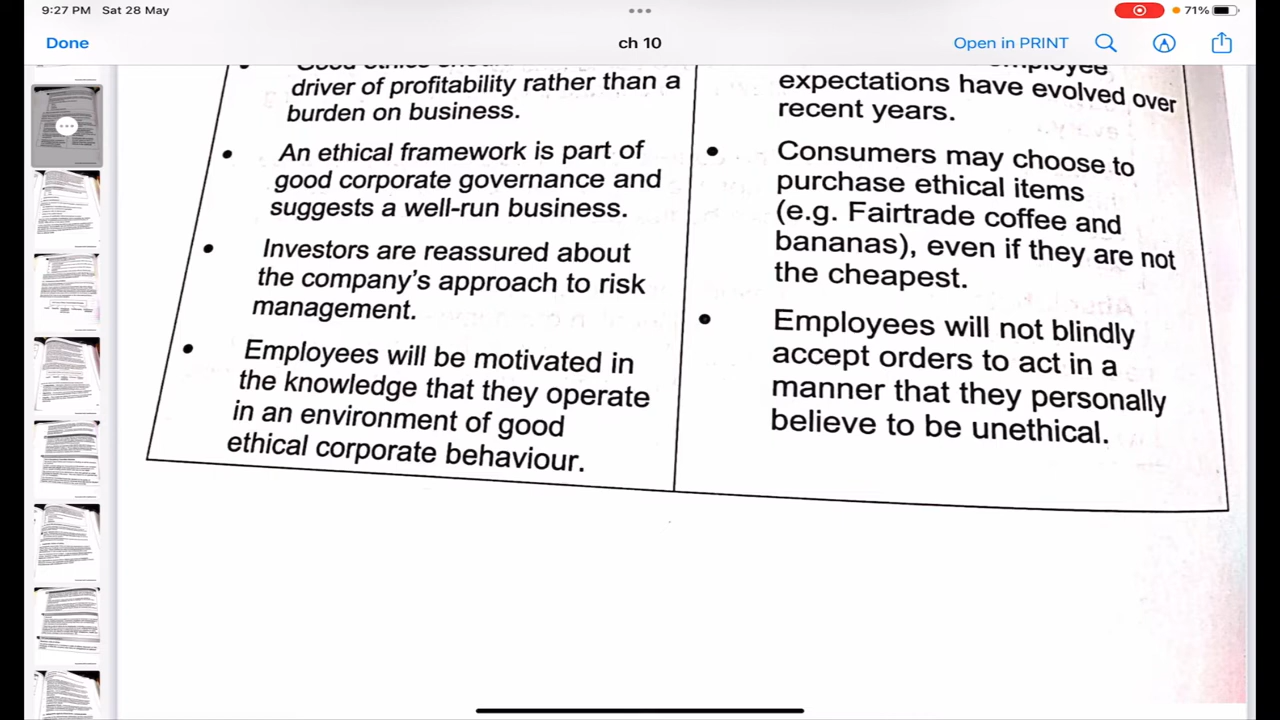 9:27 PM Sat 28 May
71%
Done
ch 10
Open in PRINT
driver of profitability rather than a
burden on business.
• An ethical framework is part of
good corporate governance and
suggests a well-run business.
• Investors are reassured about
the company's approach to risk
management.
• Employees will be motivated in
the knowledge that they operate
in an environment of good
ethical corporate behaviour.
employee
expectations have evolved over
recent years.
• Consumers may choose to
purchase ethical items
(e.g. Fairtrade coffee and
bananas), even if they are not
the cheapest.
• Employees will not blindly
accept orders to act in a
manner that they personally
believe to be unethical.